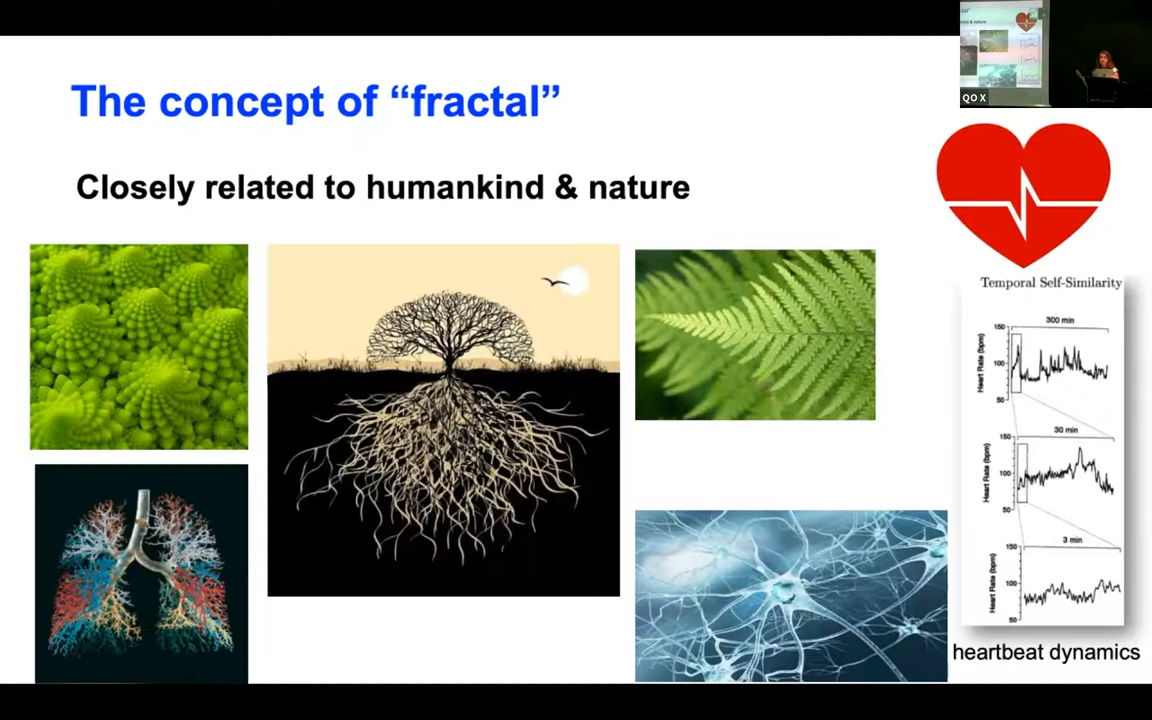 The concept of “fractal”
Closely related to humankind & nature
QO X
Temporal Self-Similarity
300 min
150
100
50
Heart Rate (bpm)
30 min
150
100
50
Heart Rate (bpm)
3 min
150
100
50
Heart Rate (bpm)
heartbeat dynamics